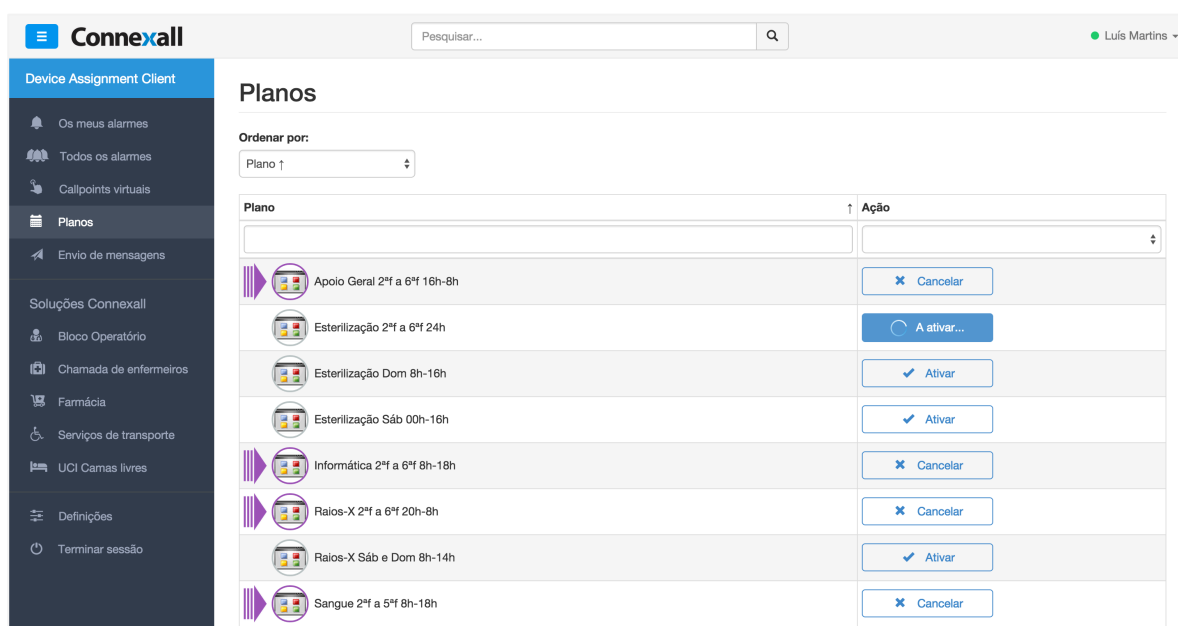 Connexall
Pesquisar...
Luís Martins
Device Assignment Client
Os meus alarmes
Todos os alarmes
Callpoints virtuais
Planos
Envio de mensagens
Soluções Connexall
Bloco Operatório
Chamada de enfermeiros
Farmácia
Serviços de transporte
UCI Camas livres
Definições
Terminar sessão
Planos
Ordenar por:
Plano ↑
Plano ↑ Ação
Apoio Geral 2ªf a 6ªf 16h-8h Cancelar
Esterilização 2ªf a 6ªf 24h A ativar...
Esterilização Dom 8h-16h Ativar
Esterilização Sáb 00h-16h Ativar
Informática 2ªf a 6ªf 8h-18h Cancelar
Raios-X 2ªf a 6ªf 20h-8h Cancelar
Raios-X Sáb e Dom 8h-14h Ativar
Sangue 2ªf a 5ªf 8h-18h Cancelar